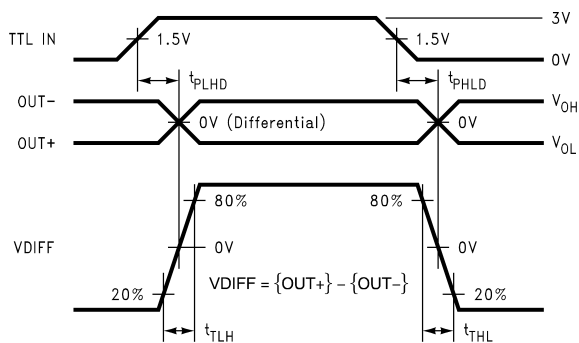 3V
TTL IN
1.5V
1.5V
0V
tPLHD
tPHLD
OUT-
VOH
0V (Differential)
0V
OUT+
VOL
80%
80%
VDIFF
0V
0V
VDIFF = {OUT+} – {OUT–}
20%
20%
tTLH
tTHL